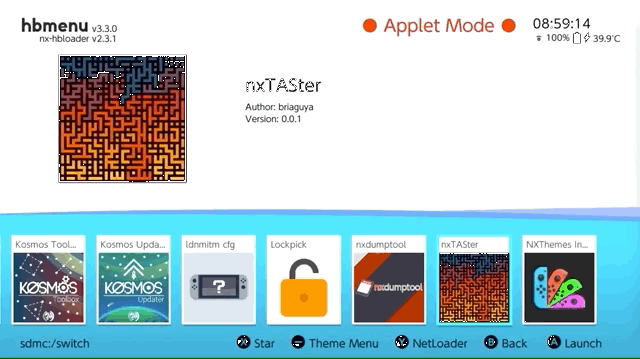 hbmenu v3.3.0
nx-hbloader v2.3.1
Applet Mode
08:59:14
100% 39.9°C
nxTASter
Author: briaguya
Version: 0.0.1
Kosmos Tool...
Kosmos Upda...
ldnmitm cfg
Lockpick
nxdumptool
nxTASter
NXThemes In...
KOSMOS
Toolbox
KOSMOS
Updater
?
nxdumptool
sdmc:/switch
X Star
- Theme Menu
Y NetLoader
B Back
A Launch